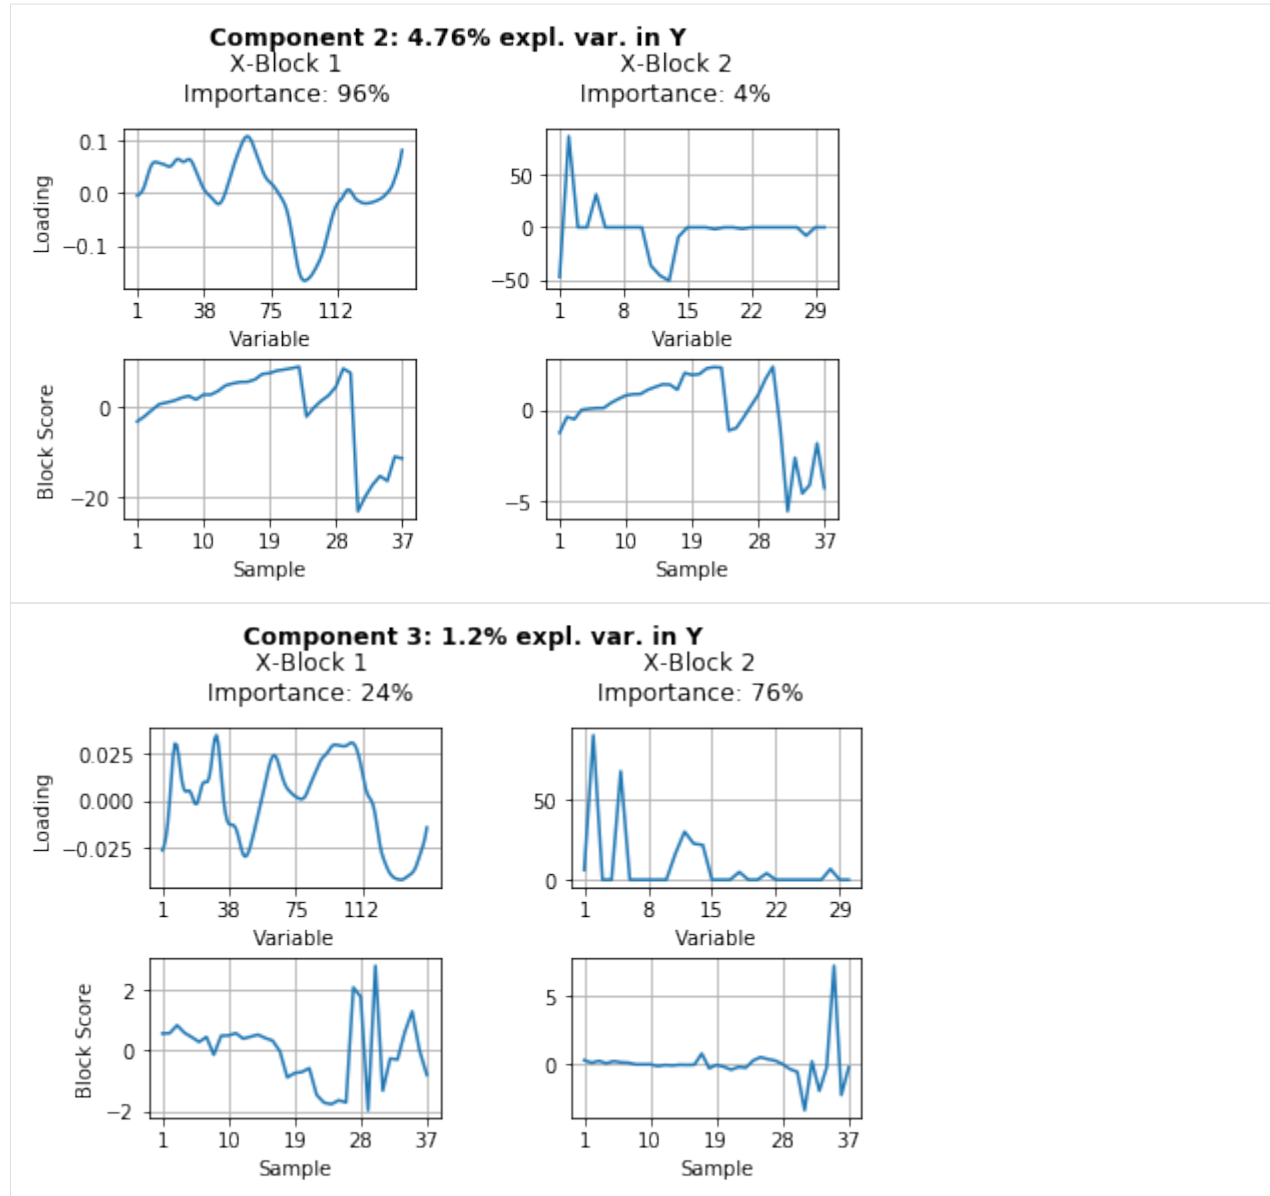 Component 2: 4.76% expl. var. in Y
X-Block 1
Importance: 96%
X-Block 2
Importance: 4%
Loading
0.1
0.0
−0.1
1 38 75 112
Variable
50
0
−50
1 8 15 22 29
Variable
Block Score
0
−20
1 10 19 28 37
Sample
0
−5
1 10 19 28 37
Sample
Component 3: 1.2% expl. var. in Y
X-Block 1
Importance: 24%
X-Block 2
Importance: 76%
Loading
0.025
0.000
−0.025
1 38 75 112
Variable
50
0
1 8 15 22 29
Variable
Block Score
2
0
−2
1 10 19 28 37
Sample
5
0
1 10 19 28 37
Sample